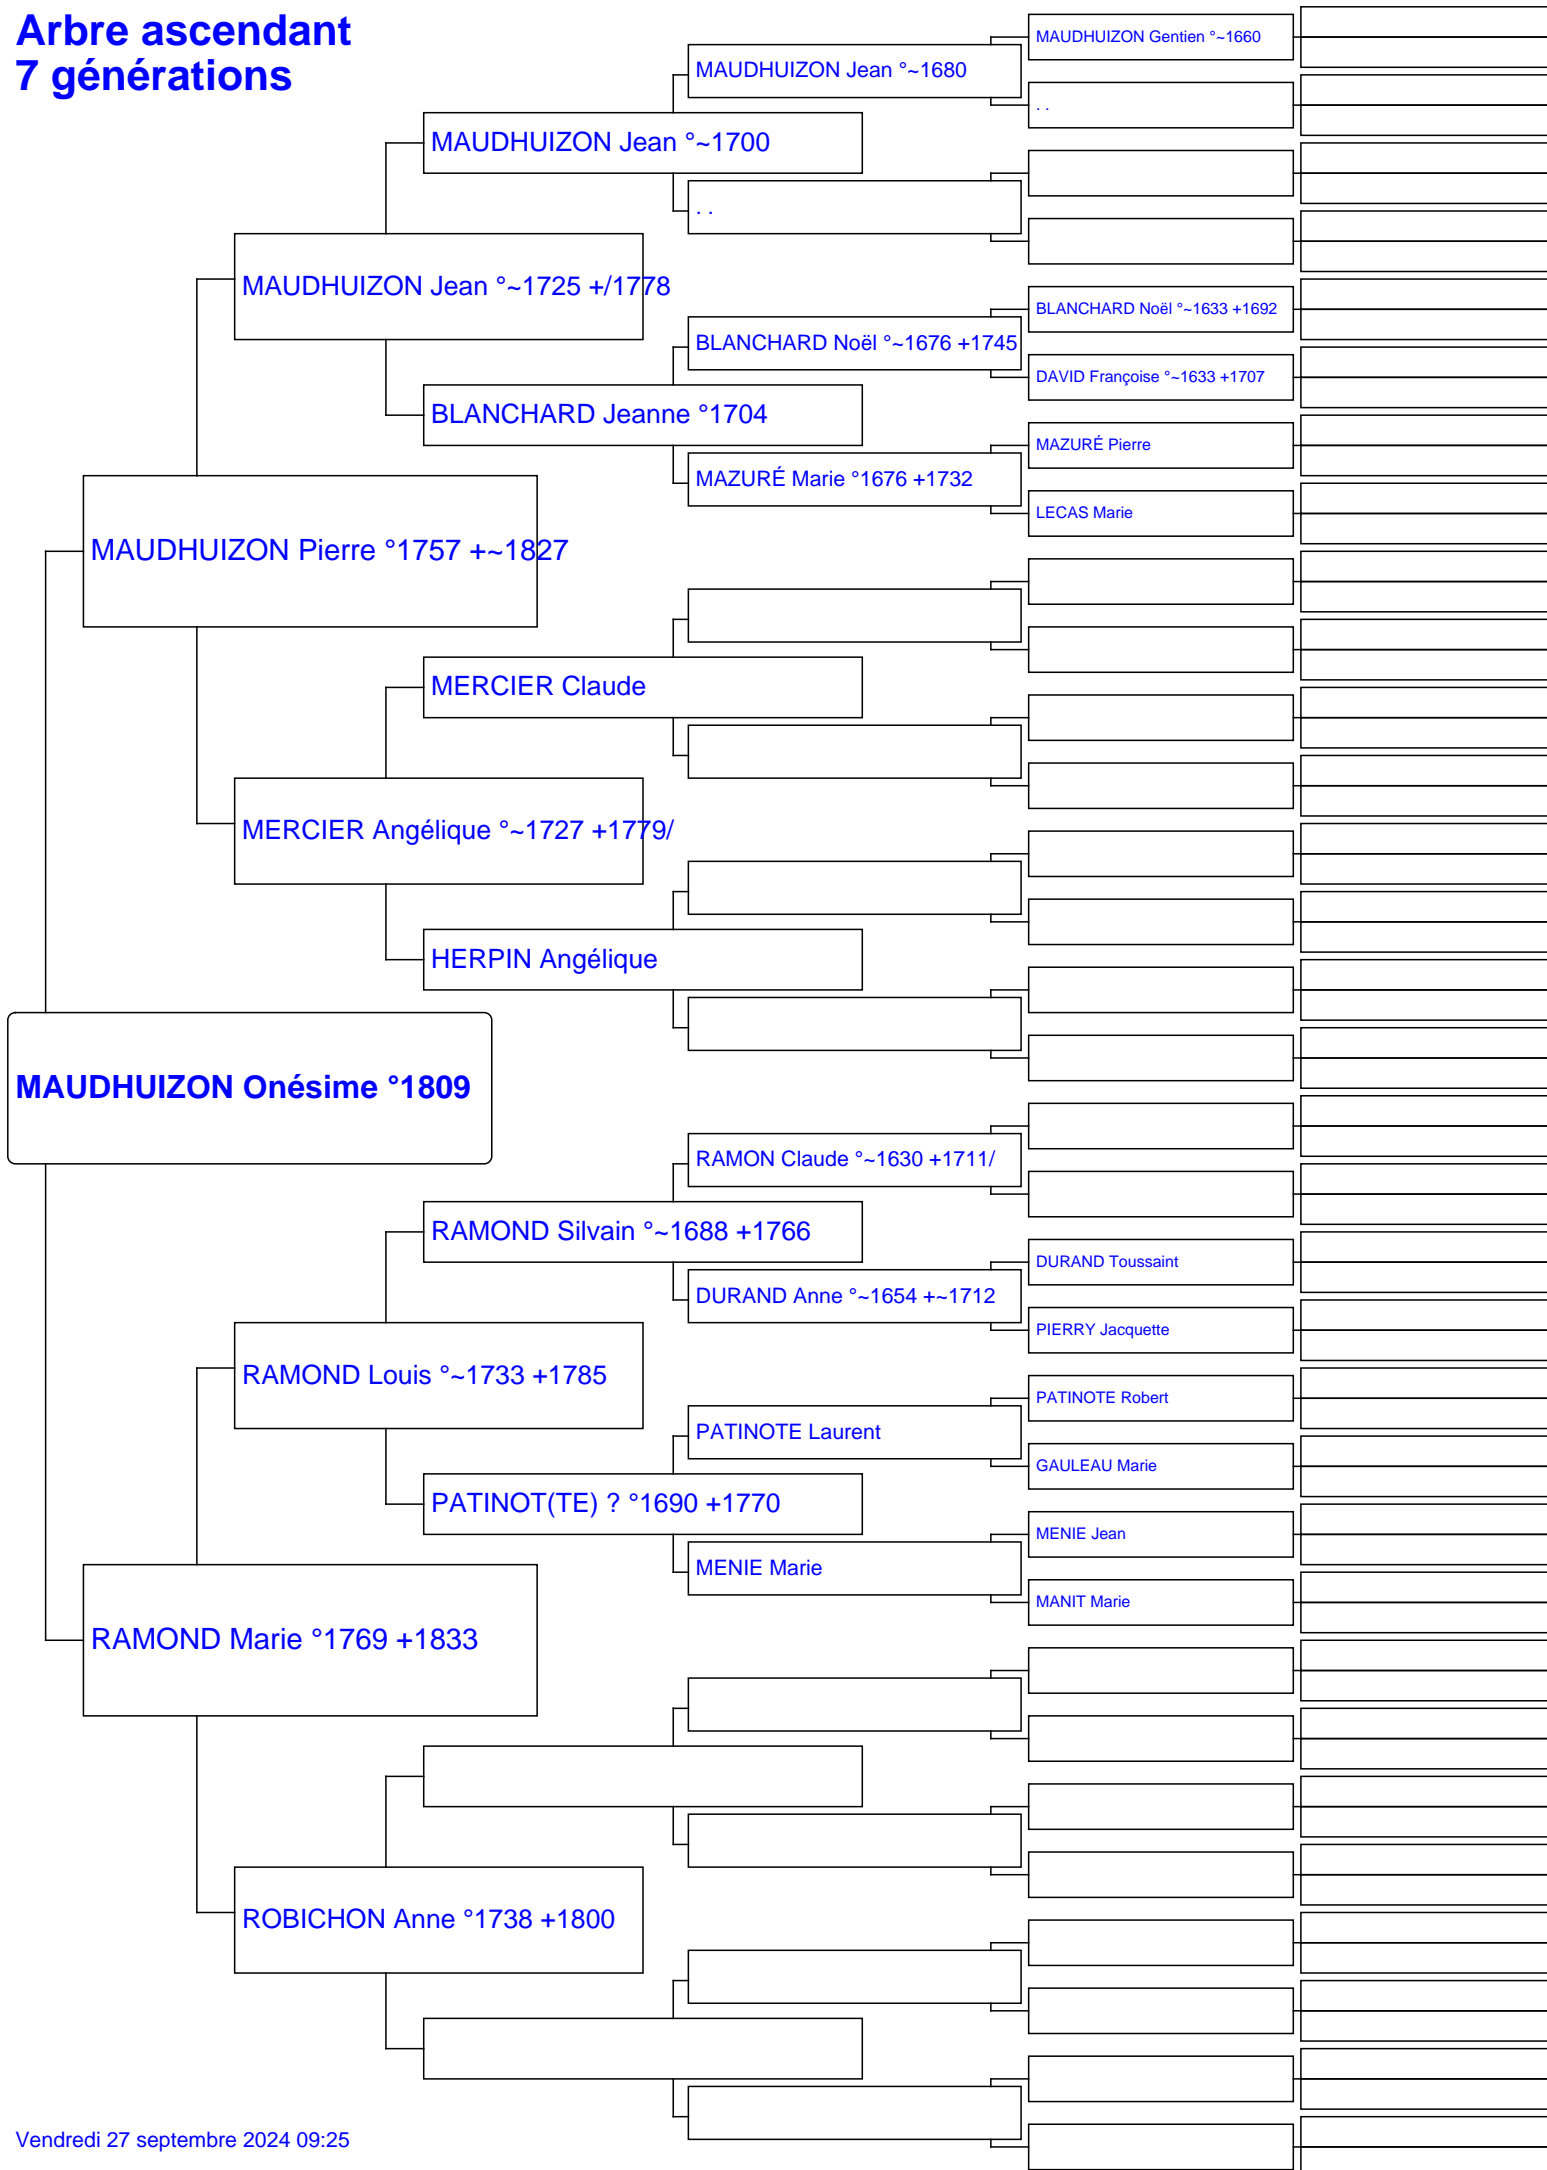 Arbre ascendant
7 générations
MAUDHUIZON Gentien °~1660
MAUDHUIZON Jean °~1680
. .
MAUDHUIZON Jean °~1700
. .
MAUDHUIZON Jean °~1725 +/1778
BLANCHARD Noël °~1633 +1692
BLANCHARD Noël °~1676 +1745
DAVID Françoise °~1633 +1707
BLANCHARD Jeanne °1704
MAZURÉ Pierre
MAZURÉ Marie °1676 +1732
LECAS Marie
MAUDHUIZON Pierre °1757 +~1827
MERCIER Claude
MERCIER Angélique °~1727 +1779/
HERPIN Angélique
MAUDHUIZON Onésime °1809
RAMON Claude °~1630 +1711/
RAMOND Silvain °~1688 +1766
DURAND Toussaint
DURAND Anne °~1654 +~1712
PIERRY Jacquette
RAMOND Louis °~1733 +1785
PATINOTE Robert
PATINOTE Laurent
GAULEAU Marie
PATINOT(TE) ? °1690 +1770
MENIE Jean
MENIE Marie
MANIT Marie
RAMOND Marie °1769 +1833
ROBICHON Anne °1738 +1800
Vendredi 27 septembre 2024 09:25